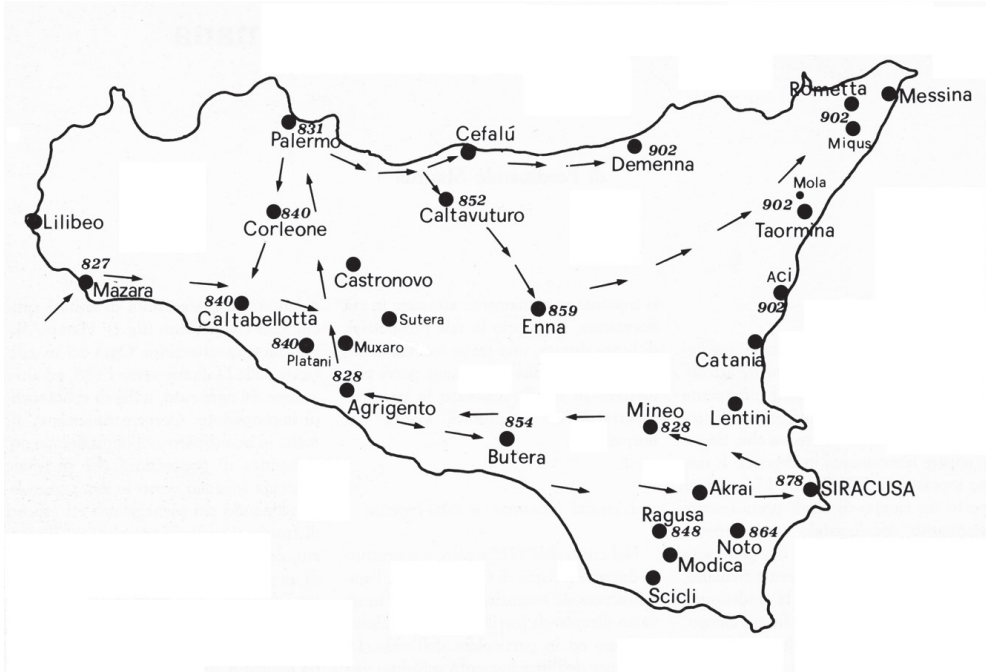 Rometta
Messina
902
Miqus
831
Palermo
Cefalú
902
Demenna
Mola
902
Taormina
840
Corleone
852
Caltavuturo
Lilibeo
827
Mazara
Castronovo
Aci
902
840
Caltabellotta
Sutera
859
Enna
840
Platani
Muxaro
Catania
828
Agrigento
Mineo
828
Lentini
854
Butera
878
SIRACUSA
Akrai
Ragusa
848
864
Noto
Modica
Scicli